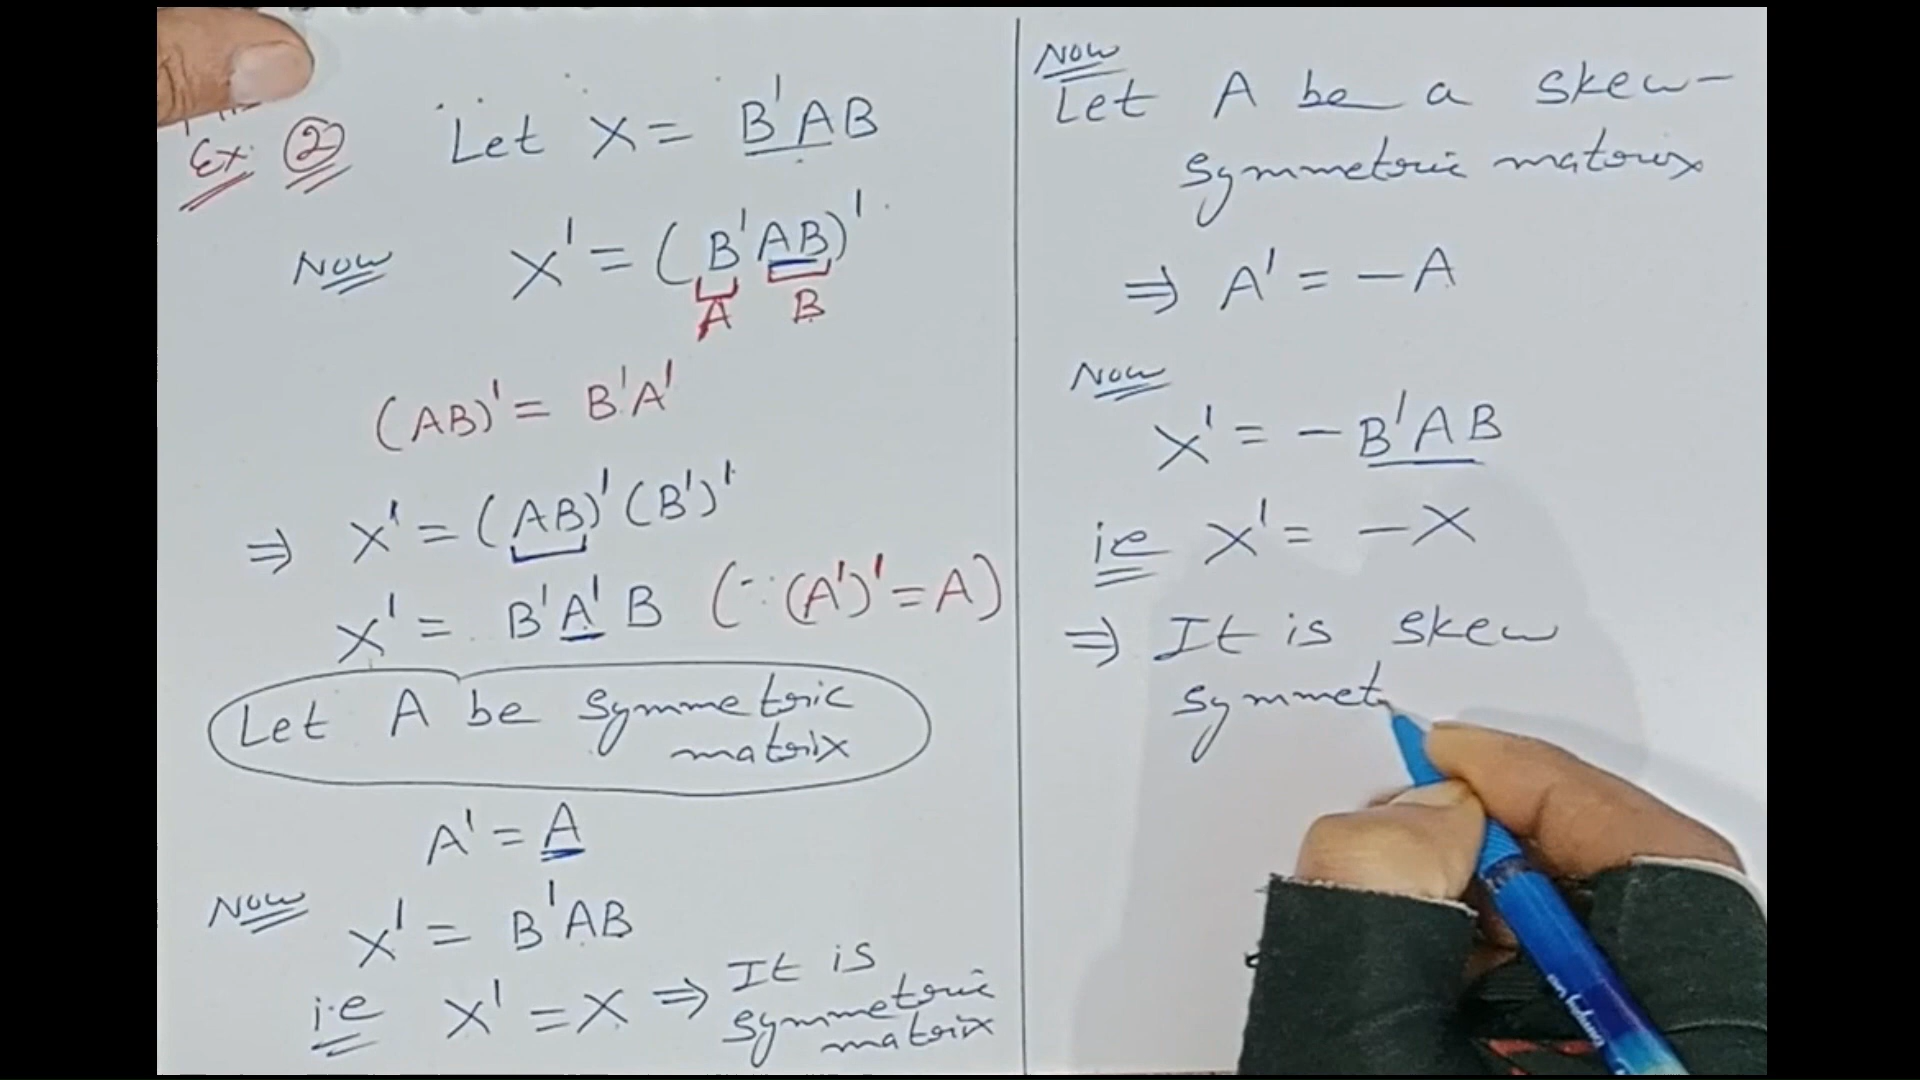 Ex. 2 Let X = B'AB
Now X' = (B'AB)'
A B
(AB)' = B'A'
⇒ X' = (AB)'(B')'
X' = B'A'B (∵ (A')' = A)
Let A be symmetric
matrix
A' = A
Now X' = B'AB
i.e X' = X ⇒ It is
symmetric
matrix
Now
Let A be a skew-
symmetric matrix
⇒ A' = -A
Now
X' = -B'AB
ie X' = -X
⇒ It is skew
symmet